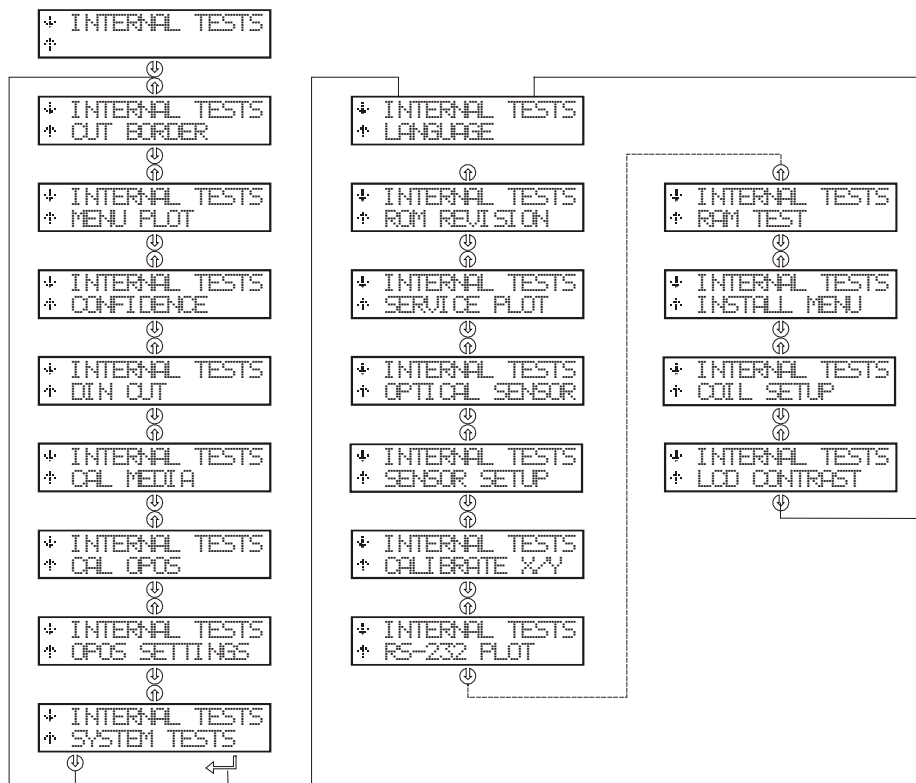 INTERNAL TESTS
INTERNAL TESTS
CUT BORDER
INTERNAL TESTS
MENU PLOT
INTERNAL TESTS
CONFIDENCE
INTERNAL TESTS
DIN CUT
INTERNAL TESTS
CAL MEDIA
INTERNAL TESTS
CAL OPOS
INTERNAL TESTS
OPOS SETTINGS
INTERNAL TESTS
SYSTEM TESTS
INTERNAL TESTS
LANGUAGE
INTERNAL TESTS
ROM REVISION
INTERNAL TESTS
SERVICE PLOT
INTERNAL TESTS
OPTICAL SENSOR
INTERNAL TESTS
SENSOR SETUP
INTERNAL TESTS
CALIBRATE X/Y
INTERNAL TESTS
RS-232 PLOT
INTERNAL TESTS
RAM TEST
INTERNAL TESTS
INSTALL MENU
INTERNAL TESTS
COIL SETUP
INTERNAL TESTS
LCD CONTRAST